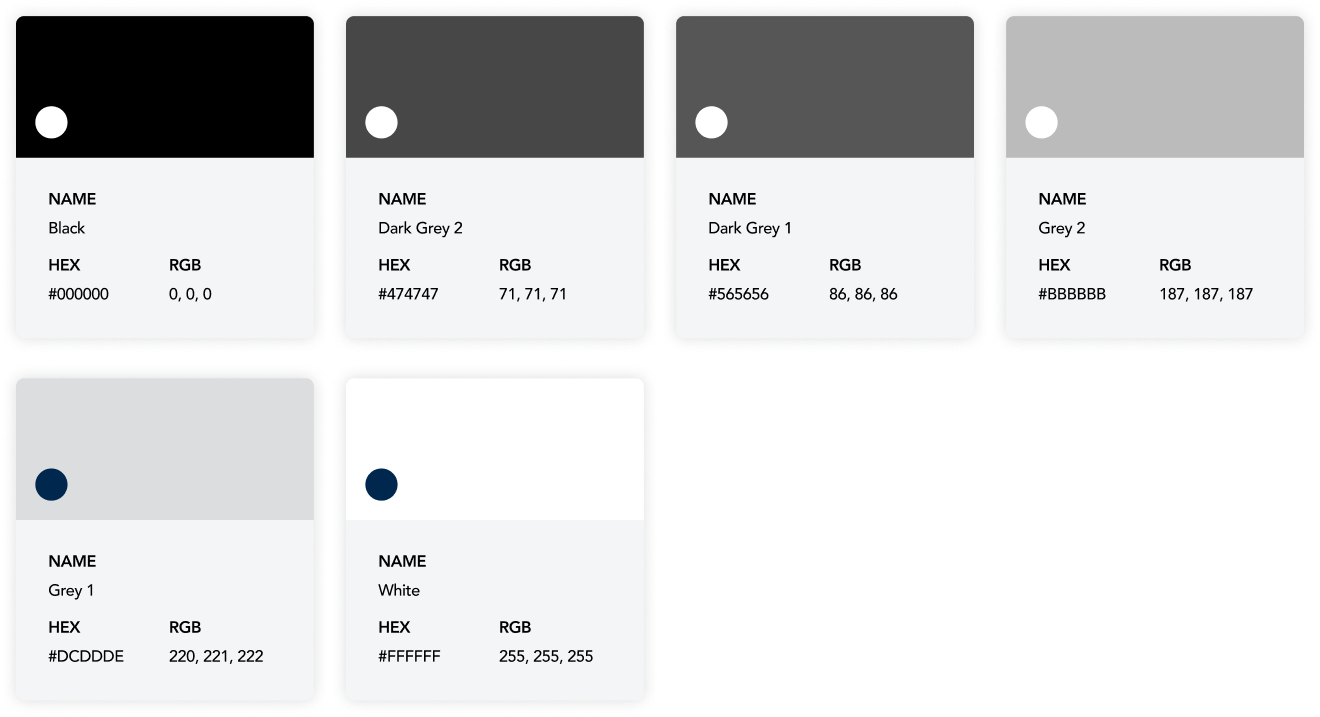 NAME
Black
HEX RGB
#000000 0, 0, 0
NAME
Dark Grey 2
HEX RGB
#474747 71, 71, 71
NAME
Dark Grey 1
HEX RGB
#565656 86, 86, 86
NAME
Grey 2
HEX RGB
#BBBBBB 187, 187, 187
NAME
Grey 1
HEX RGB
#DCDDDE 220, 221, 222
NAME
White
HEX RGB
#FFFFFF 255, 255, 255